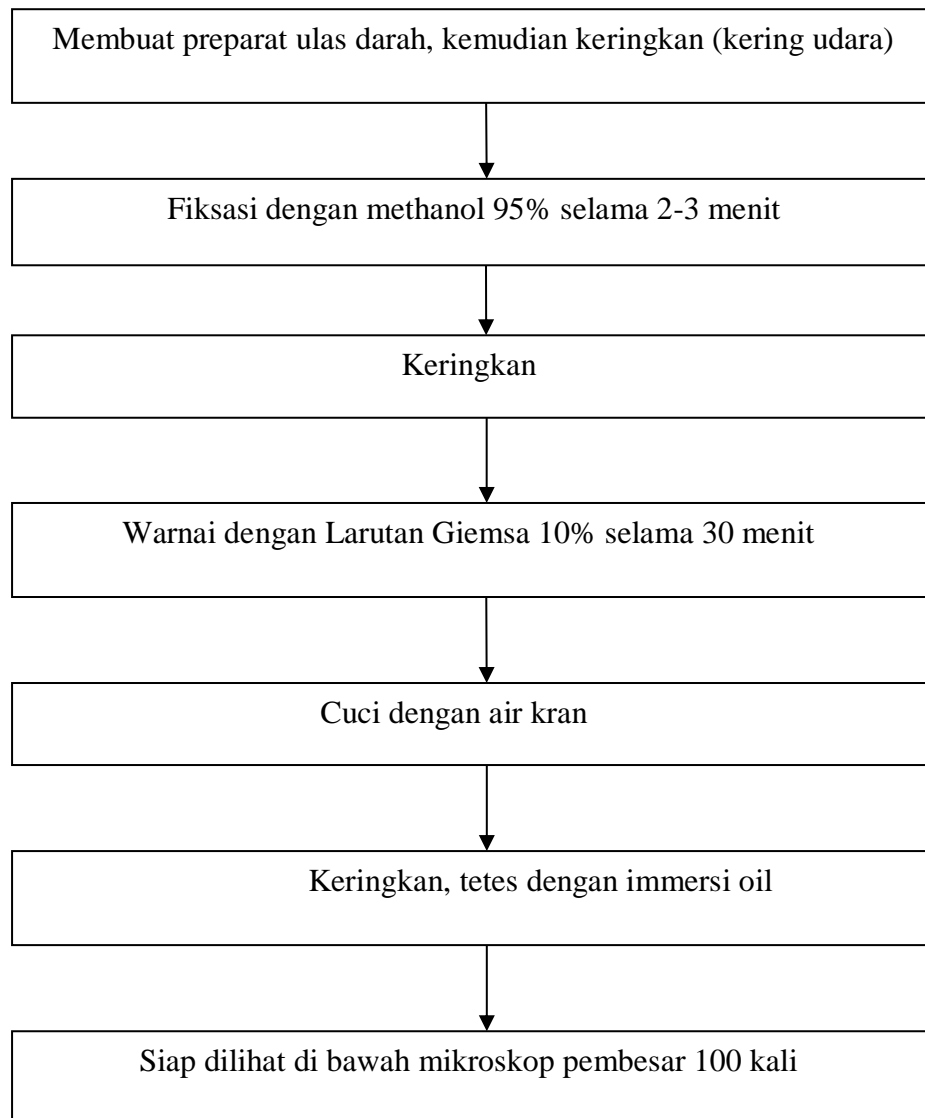 Membuat preparat ulas darah, kemudian keringkan (kering udara)
Fiksasi dengan methanol 95% selama 2-3 menit
Keringkan
Warnai dengan Larutan Giemsa 10% selama 30 menit
Cuci dengan air kran
Keringkan, tetes dengan immersi oil
Siap dilihat di bawah mikroskop pembesar 100 kali